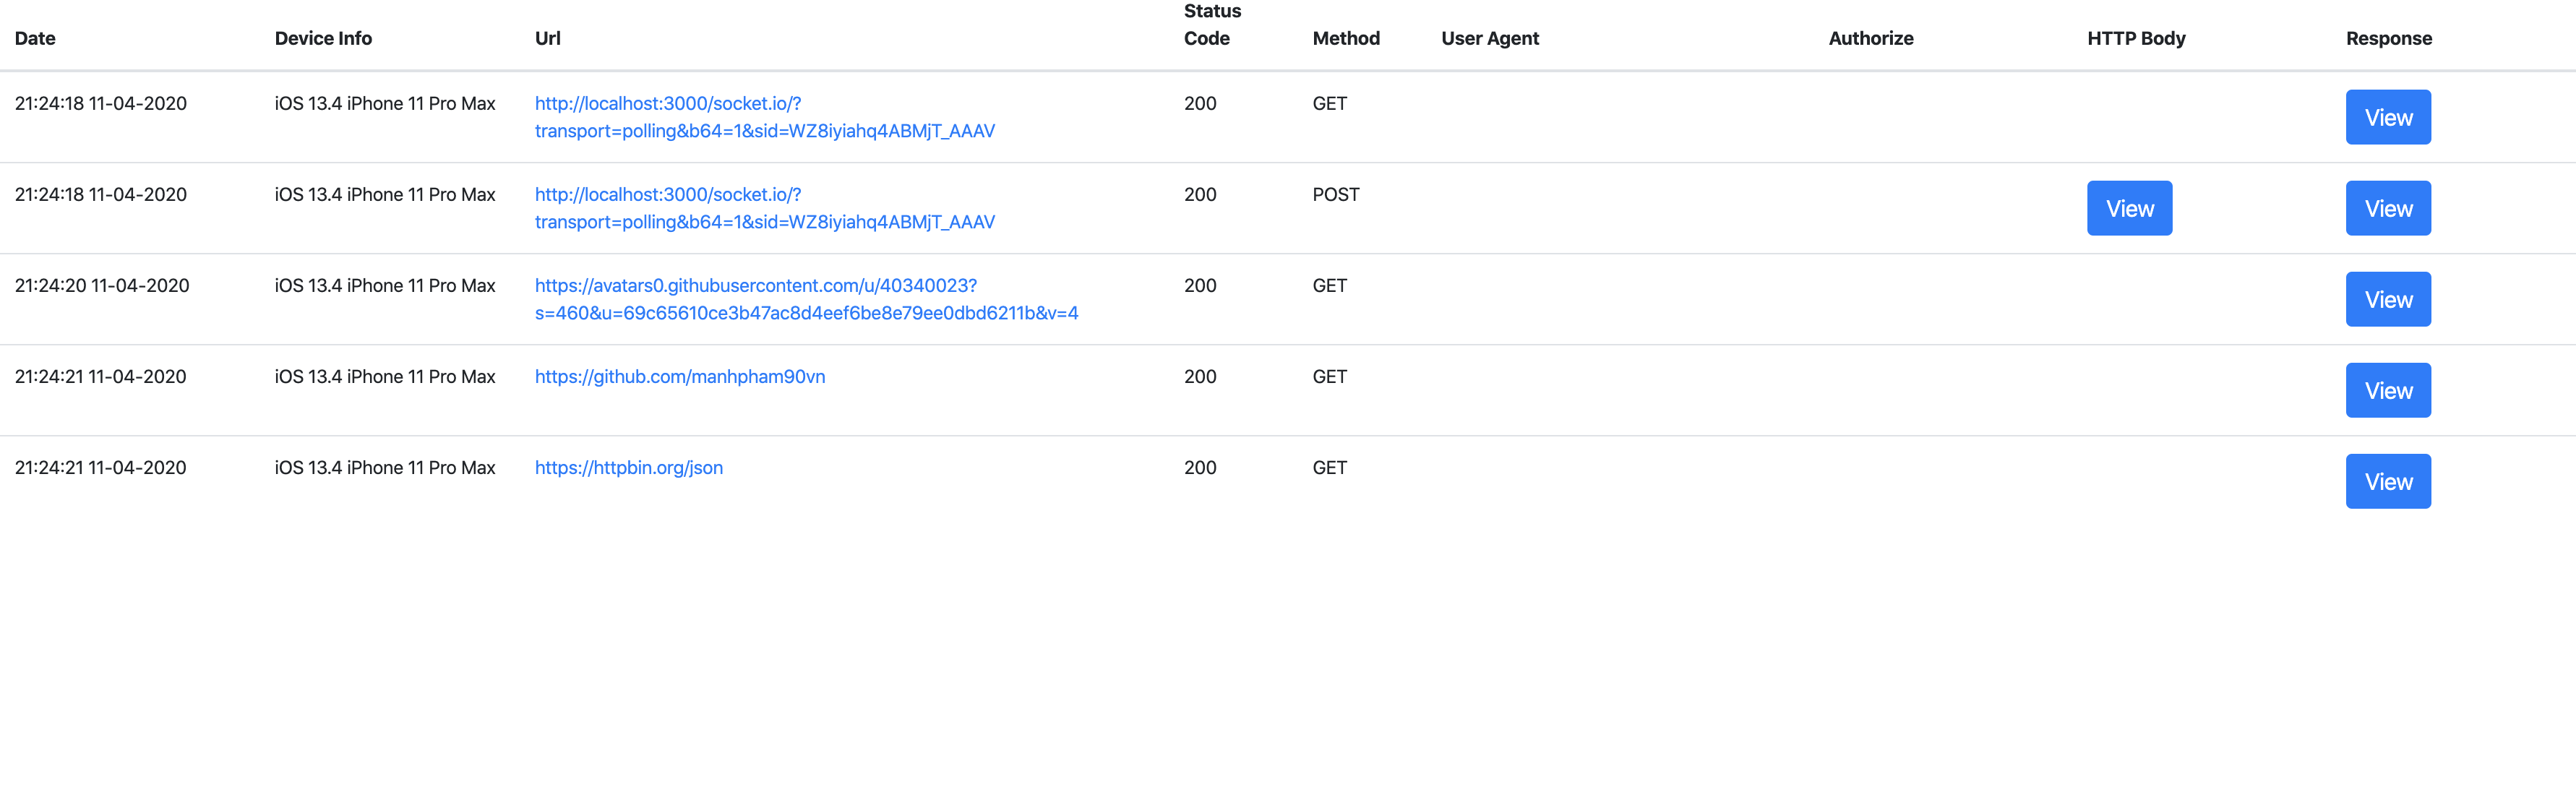 Date Device Info Url Status Code Method User Agent Authorize HTTP Body Response
21:24:18 11-04-2020 iOS 13.4 iPhone 11 Pro Max http://localhost:3000/socket.io/? 200 GET View
transport=polling&b64=1&sid=WZ8iyiahq4ABMjT_AAAV
21:24:18 11-04-2020 iOS 13.4 iPhone 11 Pro Max http://localhost:3000/socket.io/? 200 POST View View
transport=polling&b64=1&sid=WZ8iyiahq4ABMjT_AAAV
21:24:20 11-04-2020 iOS 13.4 iPhone 11 Pro Max https://avatars0.githubusercontent.com/u/40340023? 200 GET View
s=460&u=69c65610ce3b47ac8d4eef6be8e79ee0dbd6211b&v=4
21:24:21 11-04-2020 iOS 13.4 iPhone 11 Pro Max https://github.com/manhpham90vn 200 GET View
21:24:21 11-04-2020 iOS 13.4 iPhone 11 Pro Max https://httpbin.org/json 200 GET View